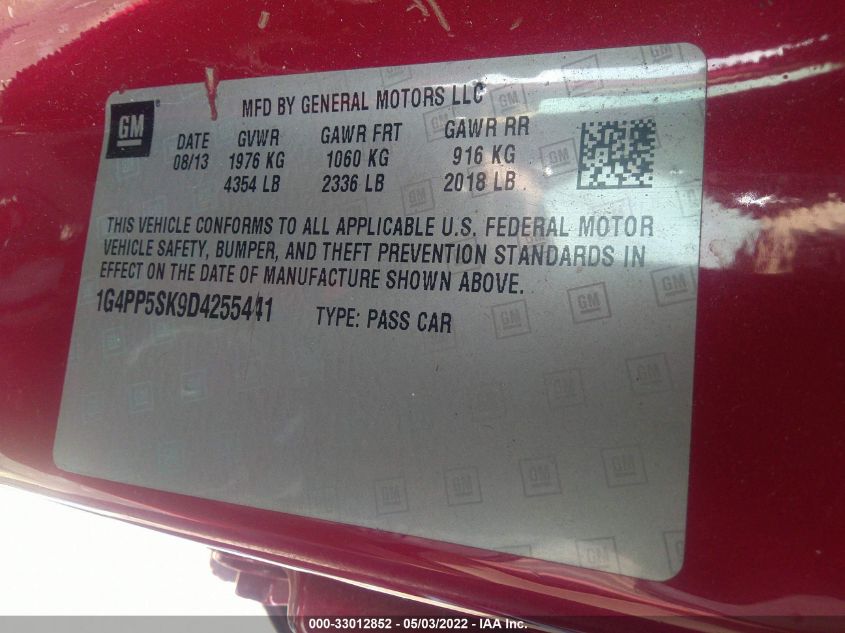 MFD BY GENERAL MOTORS LLC
GM ®
DATE GVWR GAWR FRT GAWR RR
08/13 1976 KG 1060 KG 916 KG
4354 LB 2336 LB 2018 LB
THIS VEHICLE CONFORMS TO ALL APPLICABLE U.S. FEDERAL MOTOR
VEHICLE SAFETY, BUMPER, AND THEFT PREVENTION STANDARDS IN
EFFECT ON THE DATE OF MANUFACTURE SHOWN ABOVE.
1G4PP5SK9D4255441 TYPE: PASS CAR
000-33012852 - 05/03/2022 - IAA Inc.